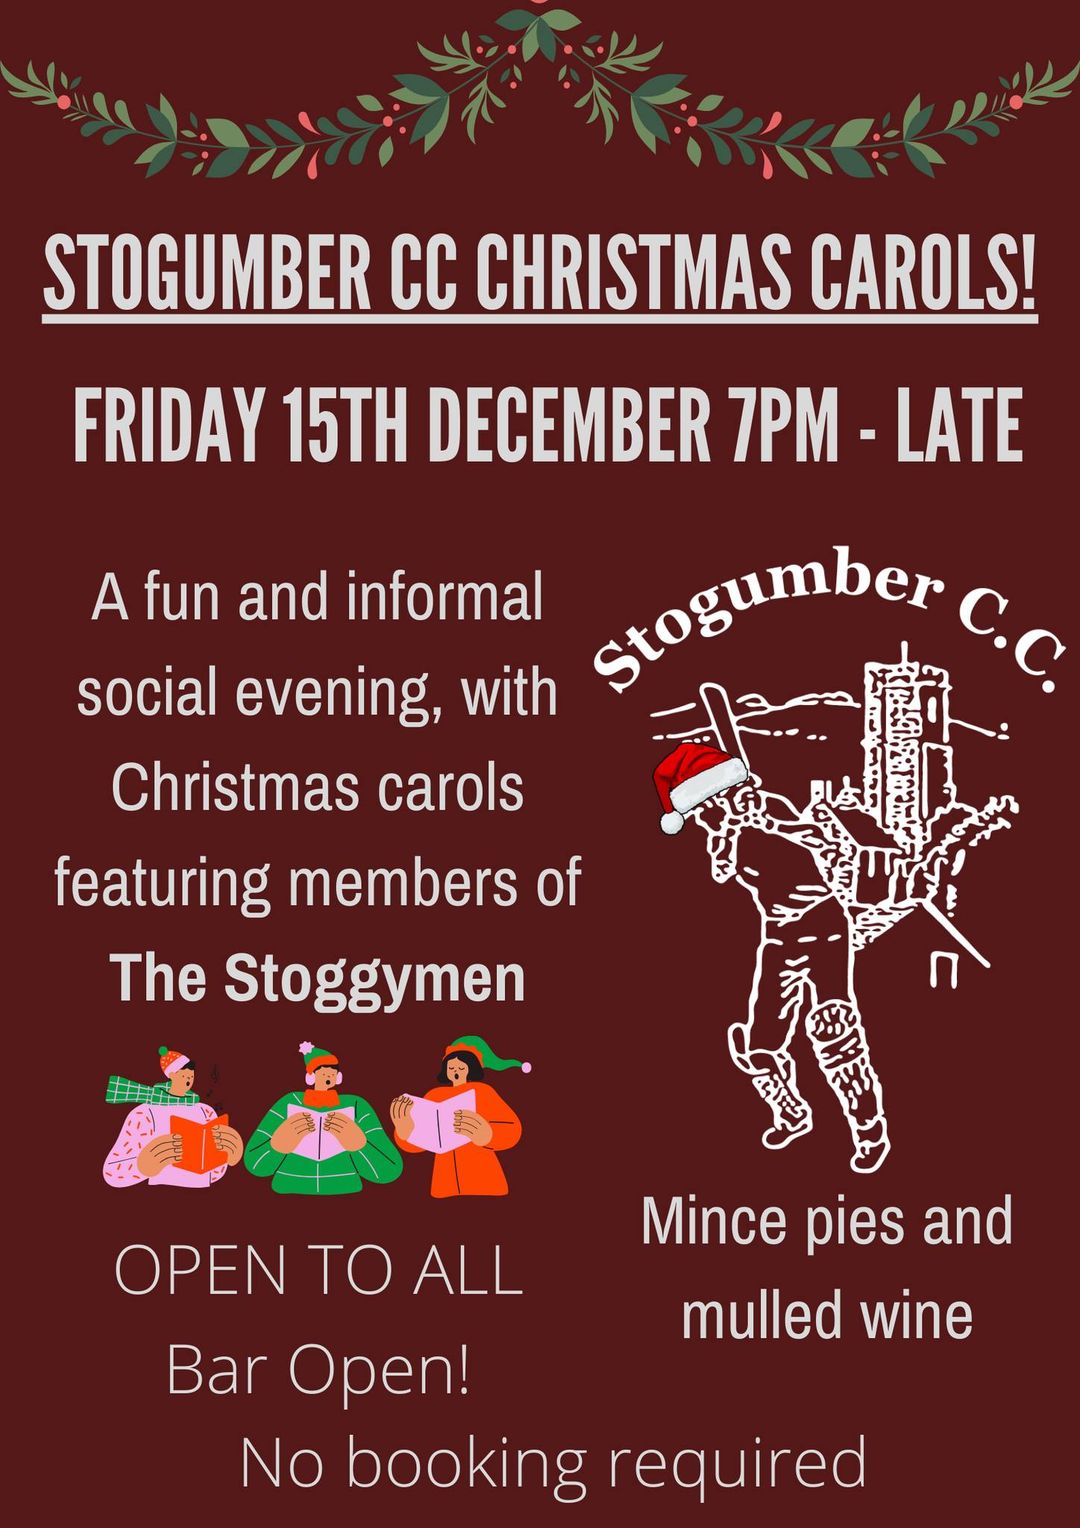 STOGUMBER CC CHRISTMAS CAROLS!
FRIDAY 15TH DECEMBER 7PM - LATE
A fun and informal
social evening, with
Christmas carols
featuring members of
The Stoggymen
Stogumber C.C.
Mince pies and
mulled wine
OPEN TO ALL
Bar Open!
No booking required